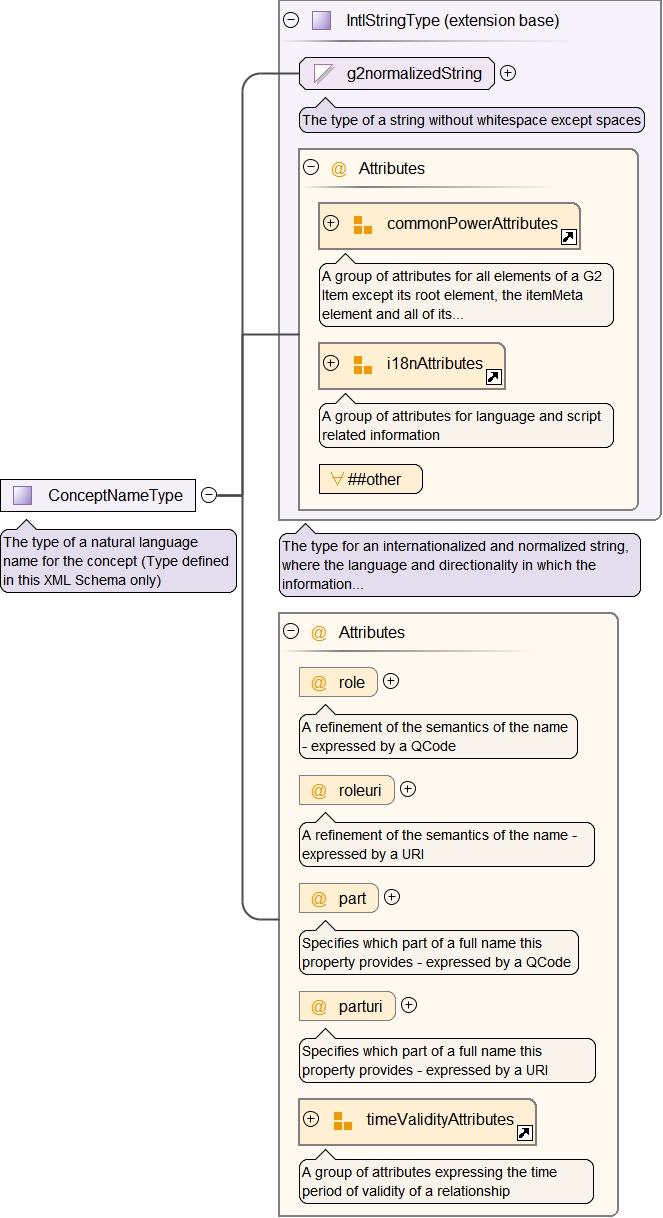 IntlStringType (extension base)
g2normalizedString
The type of a string without whitespace except spaces
@ Attributes
commonPowerAttributes
A group of attributes for all elements of a G2
Item except its root element, the itemMeta
element and all of its...
i18nAttributes
A group of attributes for language and script
related information
##other
ConceptNameType
The type of a natural language
name for the concept (Type defined
in this XML Schema only)
The type for an internationalized and normalized string,
where the language and directionality in which the
information...
@ Attributes
@ role
A refinement of the semantics of the name
- expressed by a QCode
@ roleuri
A refinement of the semantics of the name -
expressed by a URI
@ part
Specifies which part of a full name this
property provides - expressed by a QCode
@ parturi
Specifies which part of a full name this
property provides - expressed by a URI
timeValidityAttributes
A group of attributes expressing the time
period of validity of a relationship